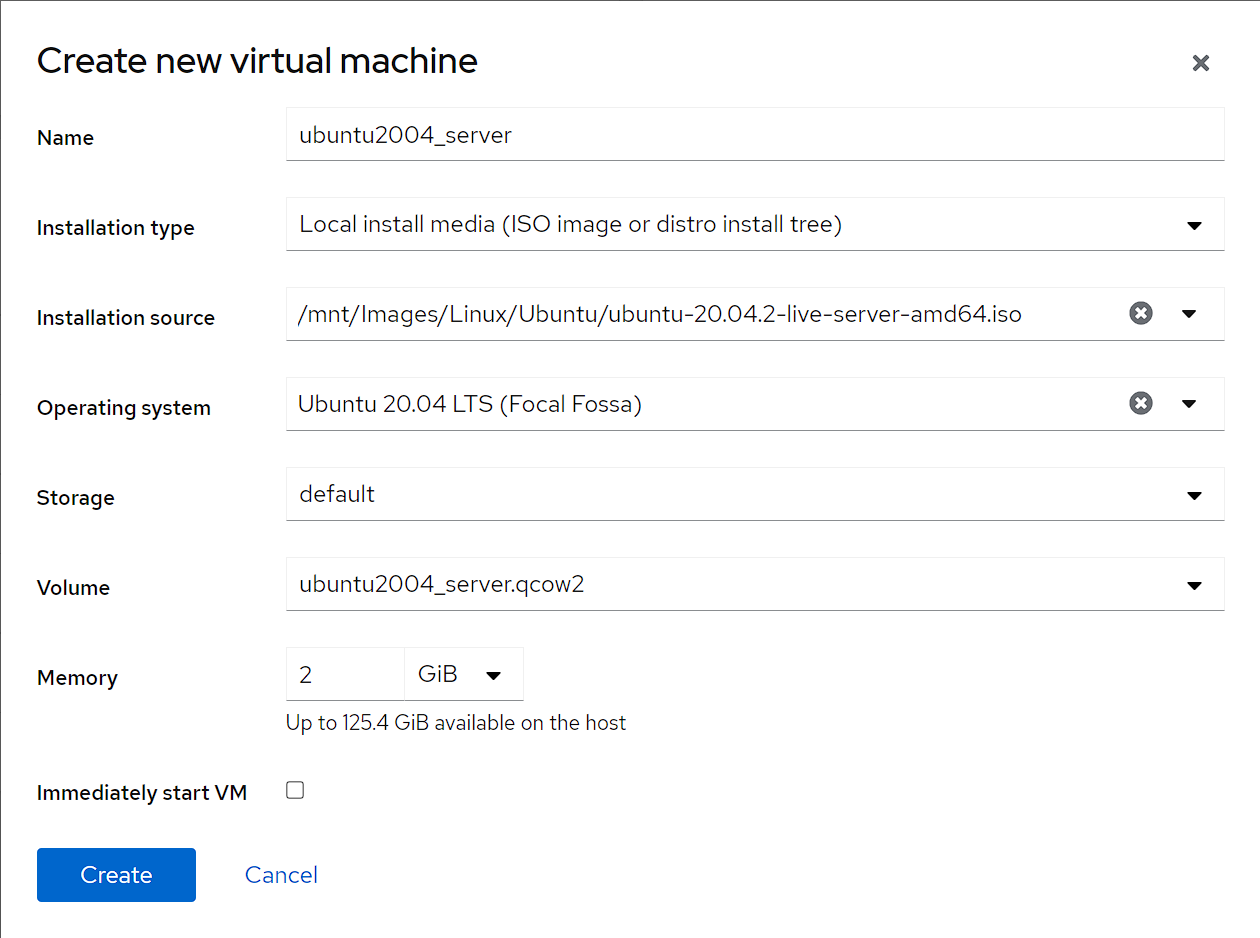 Create new virtual machine
Name
ubuntu2004_server
Installation type
Local install media (ISO image or distro install tree)
Installation source
/mnt/Images/Linux/Ubuntu/ubuntu-20.04.2-live-server-amd64.iso
Operating system
Ubuntu 20.04 LTS (Focal Fossa)
Storage
default
Volume
ubuntu2004_server.qcow2
Memory
2 GiB
Up to 125.4 GiB available on the host
Immediately start VM
Create Cancel